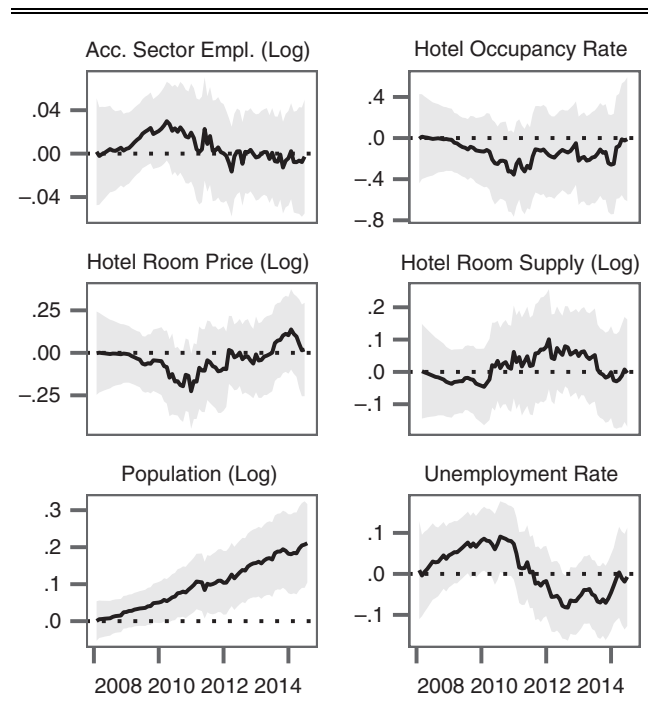 Acc. Sector Empl. (Log)
.04
.00
−.04
Hotel Occupancy Rate
.4
.0
−.4
−.8
Hotel Room Price (Log)
.25
.00
−.25
Hotel Room Supply (Log)
.2
.1
.0
−.1
Population (Log)
.3
.2
.1
.0
2008 2010 2012 2014
Unemployment Rate
.1
.0
−.1
2008 2010 2012 2014